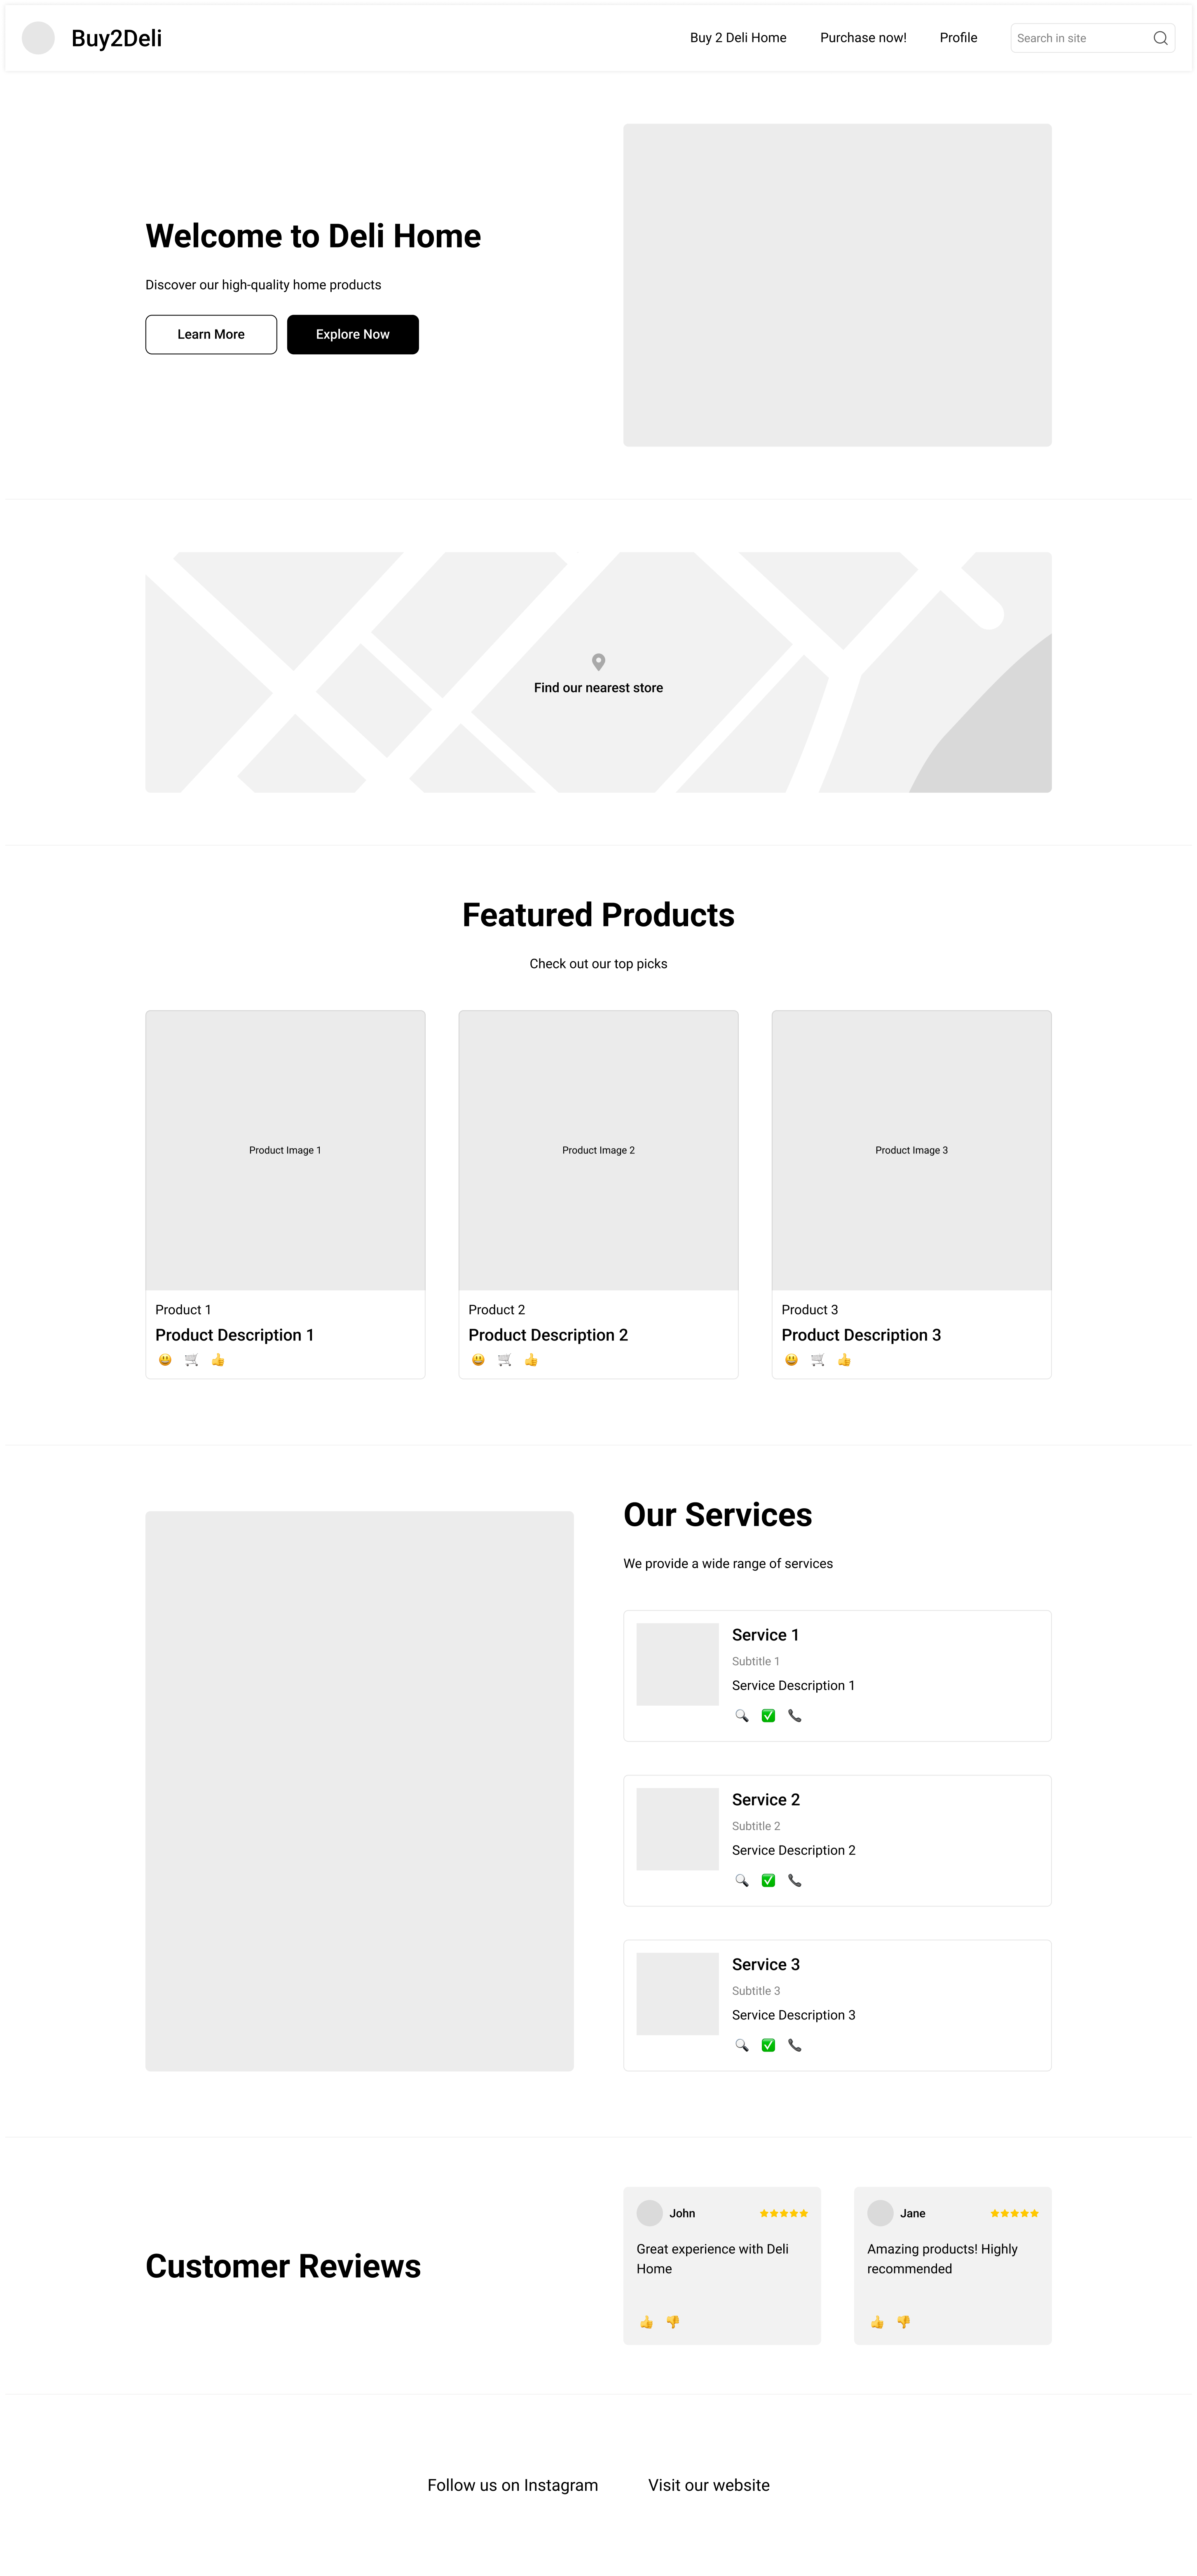 Buy2Deli
Buy 2 Deli Home
Purchase now!
Profile
Search in site
Welcome to Deli Home
Discover our high-quality home products
Learn More
Explore Now
Find our nearest store
Featured Products
Check out our top picks
Product Image 1
Product 1
Product Description 1
Product Image 2
Product 2
Product Description 2
Product Image 3
Product 3
Product Description 3
Our Services
We provide a wide range of services
Service 1
Subtitle 1
Service Description 1
Service 2
Subtitle 2
Service Description 2
Service 3
Subtitle 3
Service Description 3
Customer Reviews
John
Great experience with Deli
Home
Jane
Amazing products! Highly
recommended
Follow us on Instagram
Visit our website